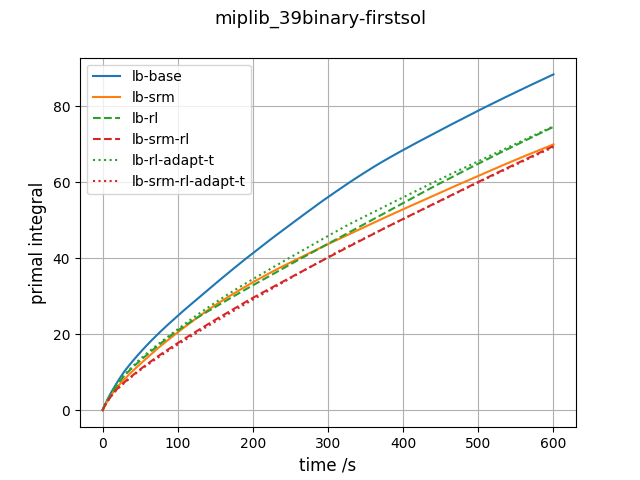 miplib_39binary-firstsol
lb-base
lb-srm
lb-rl
lb-srm-rl
lb-rl-adapt-t
lb-srm-rl-adapt-t
primal integral
80
60
40
20
0
0 100 200 300 400 500 600
time /s